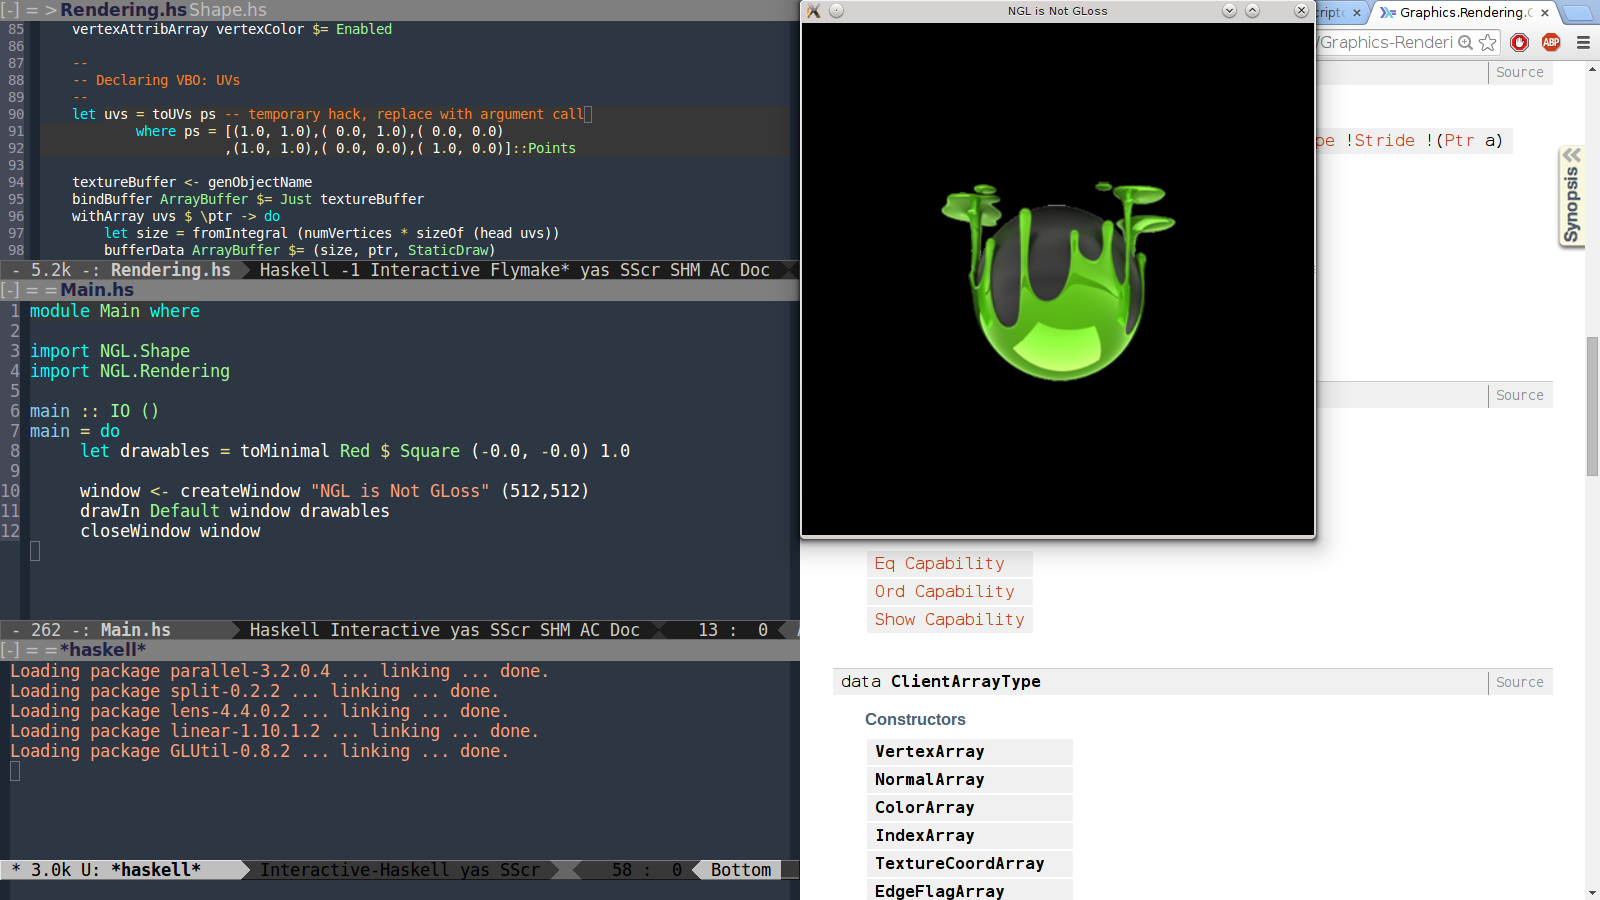 [-] = > Rendering.hs Shape.hs
85 vertexAttribArray vertexColor $= Enabled
86
87 --
88 -- Declaring VBO: UVs
89 --
90 let uvs = toUVs ps -- temporary hack, replace with argument call
91 where ps = [(1.0, 1.0),( 0.0, 1.0),( 0.0, 0.0)
92 ,(1.0, 1.0),( 0.0, 0.0),( 1.0, 0.0)]::Points
93
94 textureBuffer <- genObjectName
95 bindBuffer ArrayBuffer $= Just textureBuffer
96 withArray uvs $ \ptr -> do
97 let size = fromIntegral (numVertices * sizeOf (head uvs))
98 bufferData ArrayBuffer $= (size, ptr, StaticDraw)
- 5.2k -: Rendering.hs Haskell -1 Interactive Flymake* yas SScr SHM AC Doc
[-] = = Main.hs
1 module Main where
2
3 import NGL.Shape
4 import NGL.Rendering
5
6 main :: IO ()
7 main = do
8 let drawables = toMinimal Red $ Square (-0.0, -0.0) 1.0
9
10 window <- createWindow "NGL is Not GLoss" (512,512)
11 drawIn Default window drawables
12 closeWindow window
- 262 -: Main.hs Haskell Interactive yas SScr SHM AC Doc 13 : 0
[-] = = *haskell*
Loading package parallel-3.2.0.4 ... linking ... done.
Loading package split-0.2.2 ... linking ... done.
Loading package lens-4.4.0.2 ... linking ... done.
Loading package linear-1.10.1.2 ... linking ... done.
Loading package GLUtil-0.8.2 ... linking ... done.
* 3.0k U: *haskell* Interactive-Haskell yas SScr 58 : 0 Bottom
NGL is Not GLoss
Graphics.Rendering.
/Graphics-Renderi
ABP
Source
!Stride !(Ptr a)
Synopsis
Source
Eq Capability
Ord Capability
Show Capability
data ClientArrayType Source
Constructors
VertexArray
NormalArray
ColorArray
IndexArray
TextureCoordArray
EdgeFlagArray